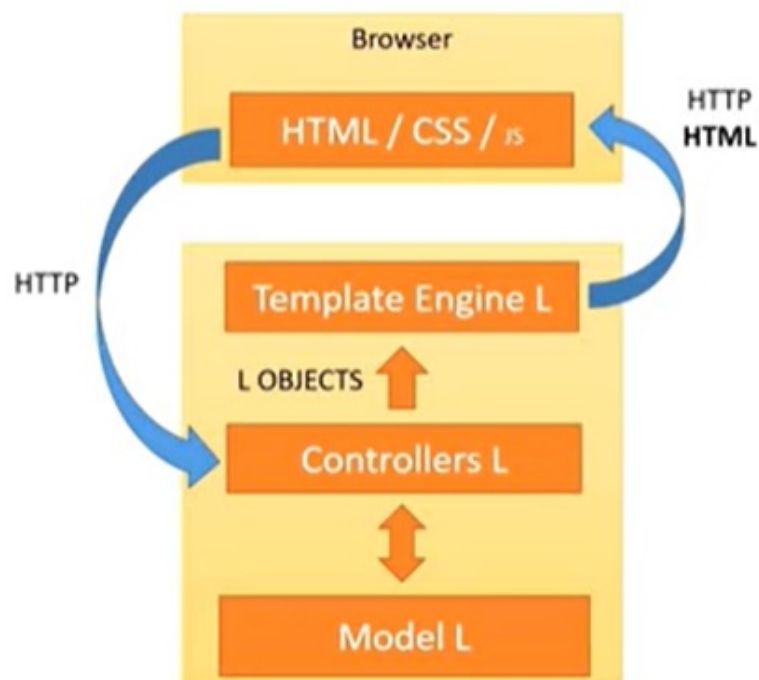 Browser
HTML / CSS / JS
HTTP
HTML
HTTP
Template Engine L
L OBJECTS
Controllers L
Model L